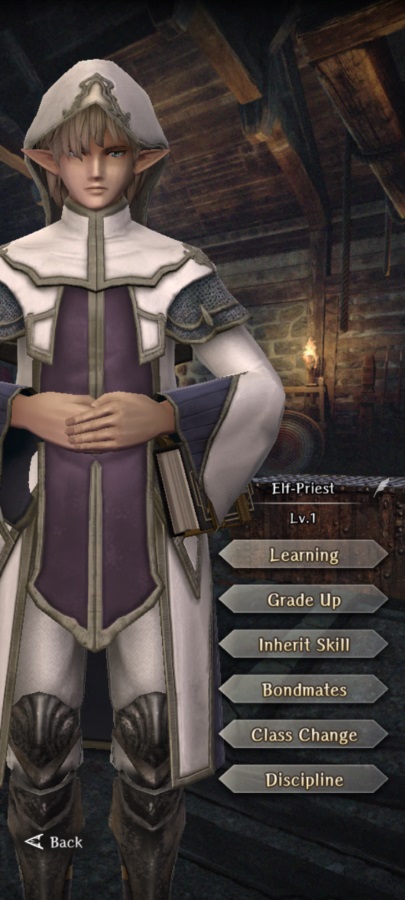 Elf-Priest
Lv.1
Learning
Grade Up
Inherit Skill
Bondmates
Class Change
Discipline
Back